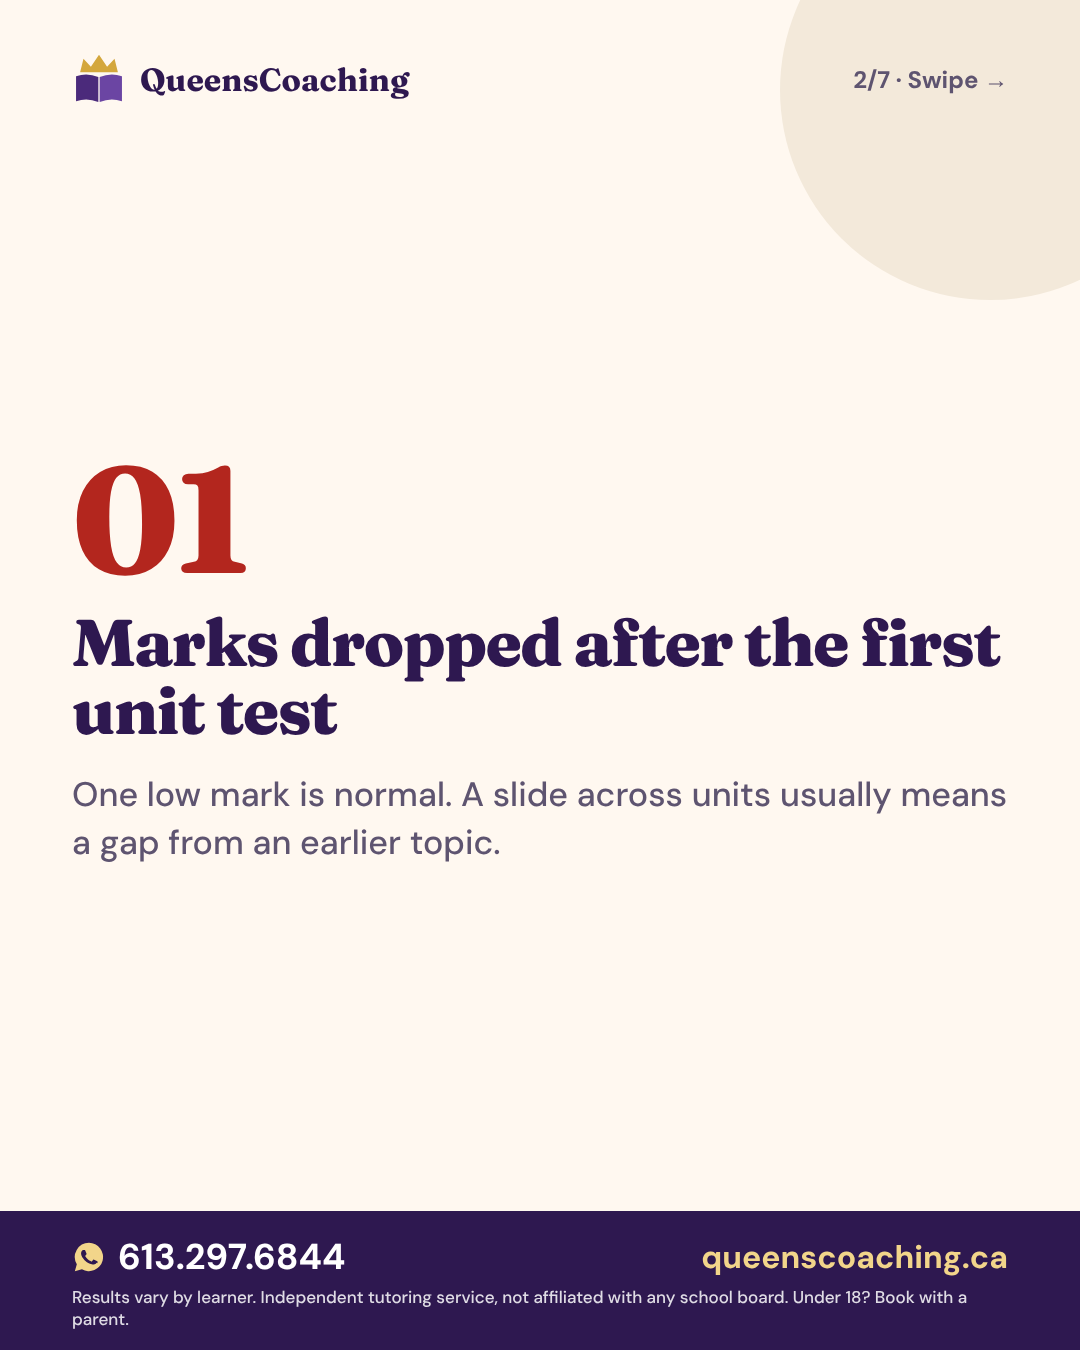 QueensCoaching
2/7 · Swipe →
01
Marks dropped after the first
unit test
One low mark is normal. A slide across units usually means
a gap from an earlier topic.
613.297.6844
queenscoaching.ca
Results vary by learner. Independent tutoring service, not affiliated with any school board. Under 18? Book with a
parent.